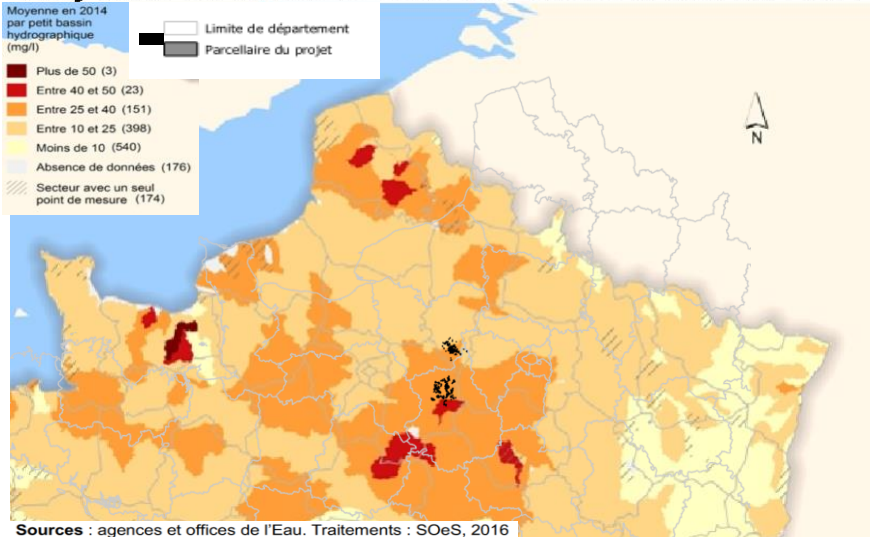 Moyenne en 2014
par petit bassin
hydrographique
(mg/l)
Plus de 50 (3)
Entre 40 et 50 (23)
Entre 25 et 40 (151)
Entre 10 et 25 (398)
Moins de 10 (540)
Absence de données (176)
Secteur avec un seul
point de mesure (174)
Limite de département
Parcellaire du projet
N
Sources : agences et offices de l'Eau. Traitements : SOeS, 2016